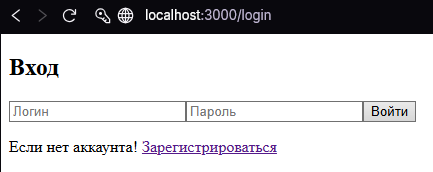 localhost:3000/login
Вход
Логин Пароль Войти
Если нет аккаунта! Зарегистрироваться